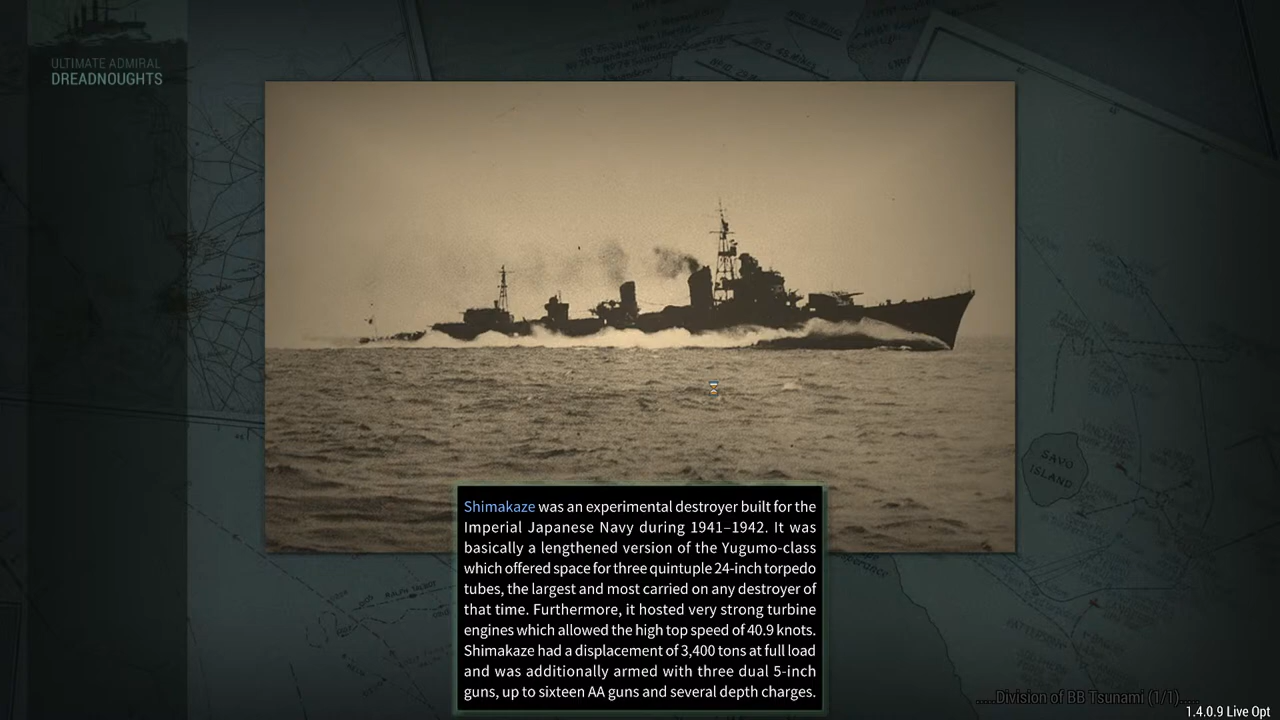 ULTIMATE ADMIRAL
DREADNOUGHTS
SAVO
ISLAND
Shimakaze was an experimental destroyer built for the
Imperial Japanese Navy during 1941–1942. It was
basically a lengthened version of the Yugumo-class
which offered space for three quintuple 24-inch torpedo
tubes, the largest and most carried on any destroyer of
that time. Furthermore, it hosted very strong turbine
engines which allowed the high top speed of 40.9 knots.
Shimakaze had a displacement of 3,400 tons at full load
and was additionally armed with three dual 5-inch
guns, up to sixteen AA guns and several depth charges.
.....Division of BB Tsunami (1/1).....
1.4.0.9 Live Opt